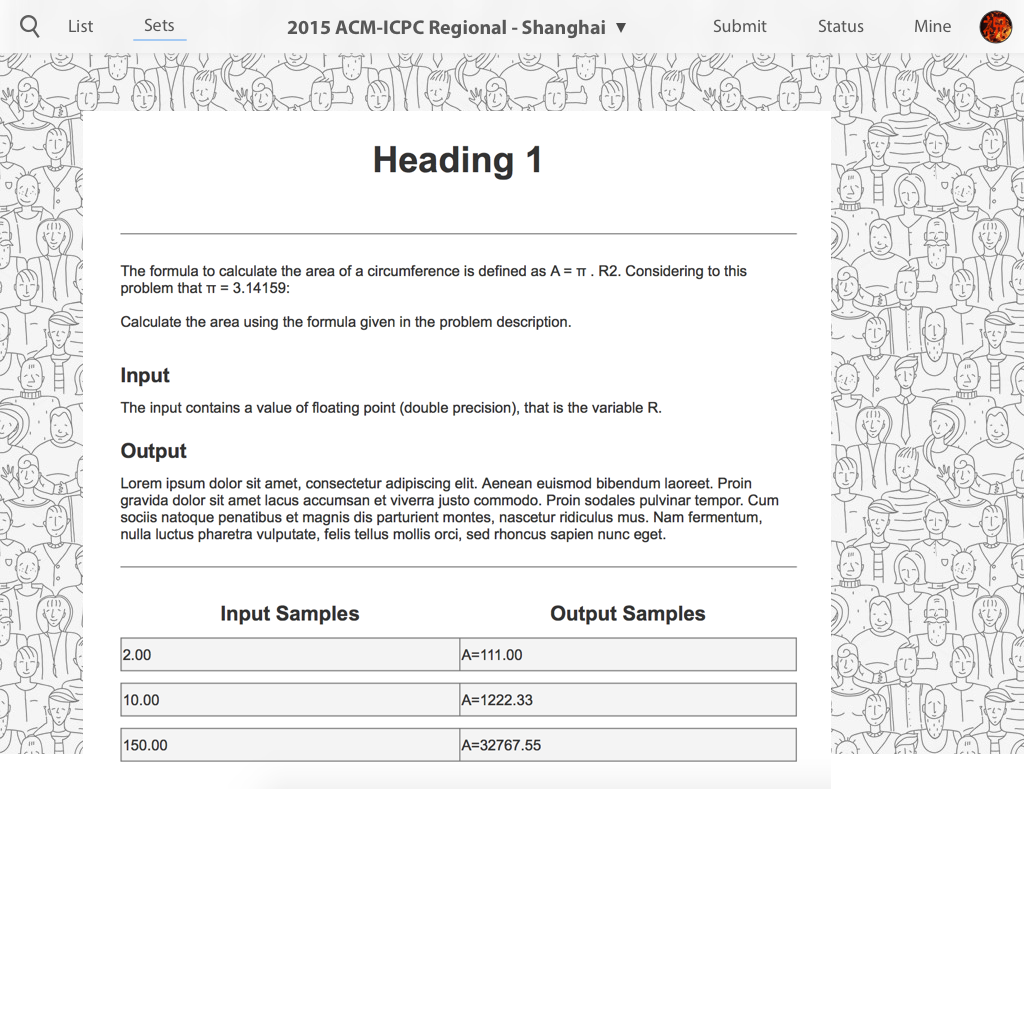 List
Sets
2015 ACM-ICPC Regional - Shanghai ▼
Submit
Status
Mine
Heading 1
The formula to calculate the area of a circumference is defined as A = π . R2. Considering to this
problem that π = 3.14159:
Calculate the area using the formula given in the problem description.
Input
The input contains a value of floating point (double precision), that is the variable R.
Output
Lorem ipsum dolor sit amet, consectetur adipiscing elit. Aenean euismod bibendum laoreet. Proin
gravida dolor sit amet lacus accumsan et viverra justo commodo. Proin sodales pulvinar tempor. Cum
sociis natoque penatibus et magnis dis parturient montes, nascetur ridiculus mus. Nam fermentum,
nulla luctus pharetra vulputate, felis tellus mollis orci, sed rhoncus sapien nunc eget.
Input Samples
Output Samples
2.00
A=111.00
10.00
A=1222.33
150.00
A=32767.55